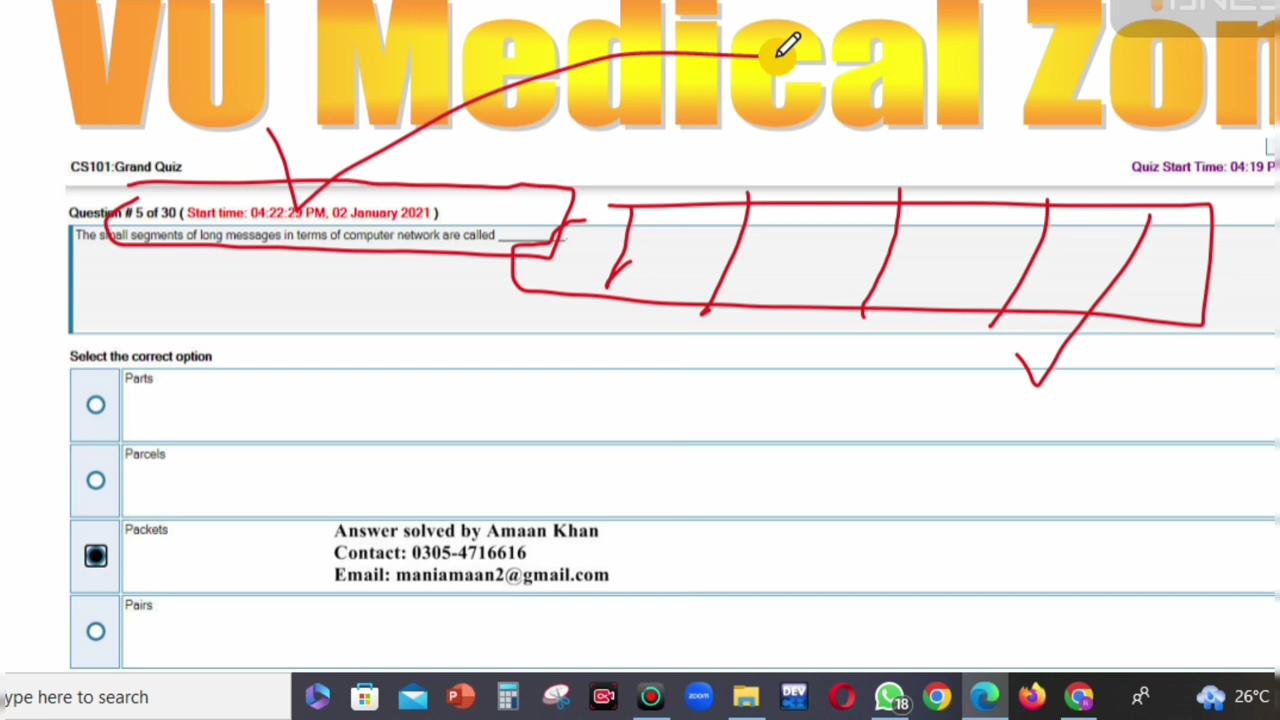 VU Medical Zon
CS101:Grand Quiz
Quiz Start Time: 04:19 P
Question # 5 of 30 ( Start time: 04:22:29 PM, 02 January 2021 )
The small segments of long messages in terms of computer network are called __________.
Select the correct option
Parts
Parcels
Packets
Answer solved by Amaan Khan
Contact: 0305-4716616
Email: maniamaan2@gmail.com
Pairs
ype here to search
zoom
DEV
18
26°C